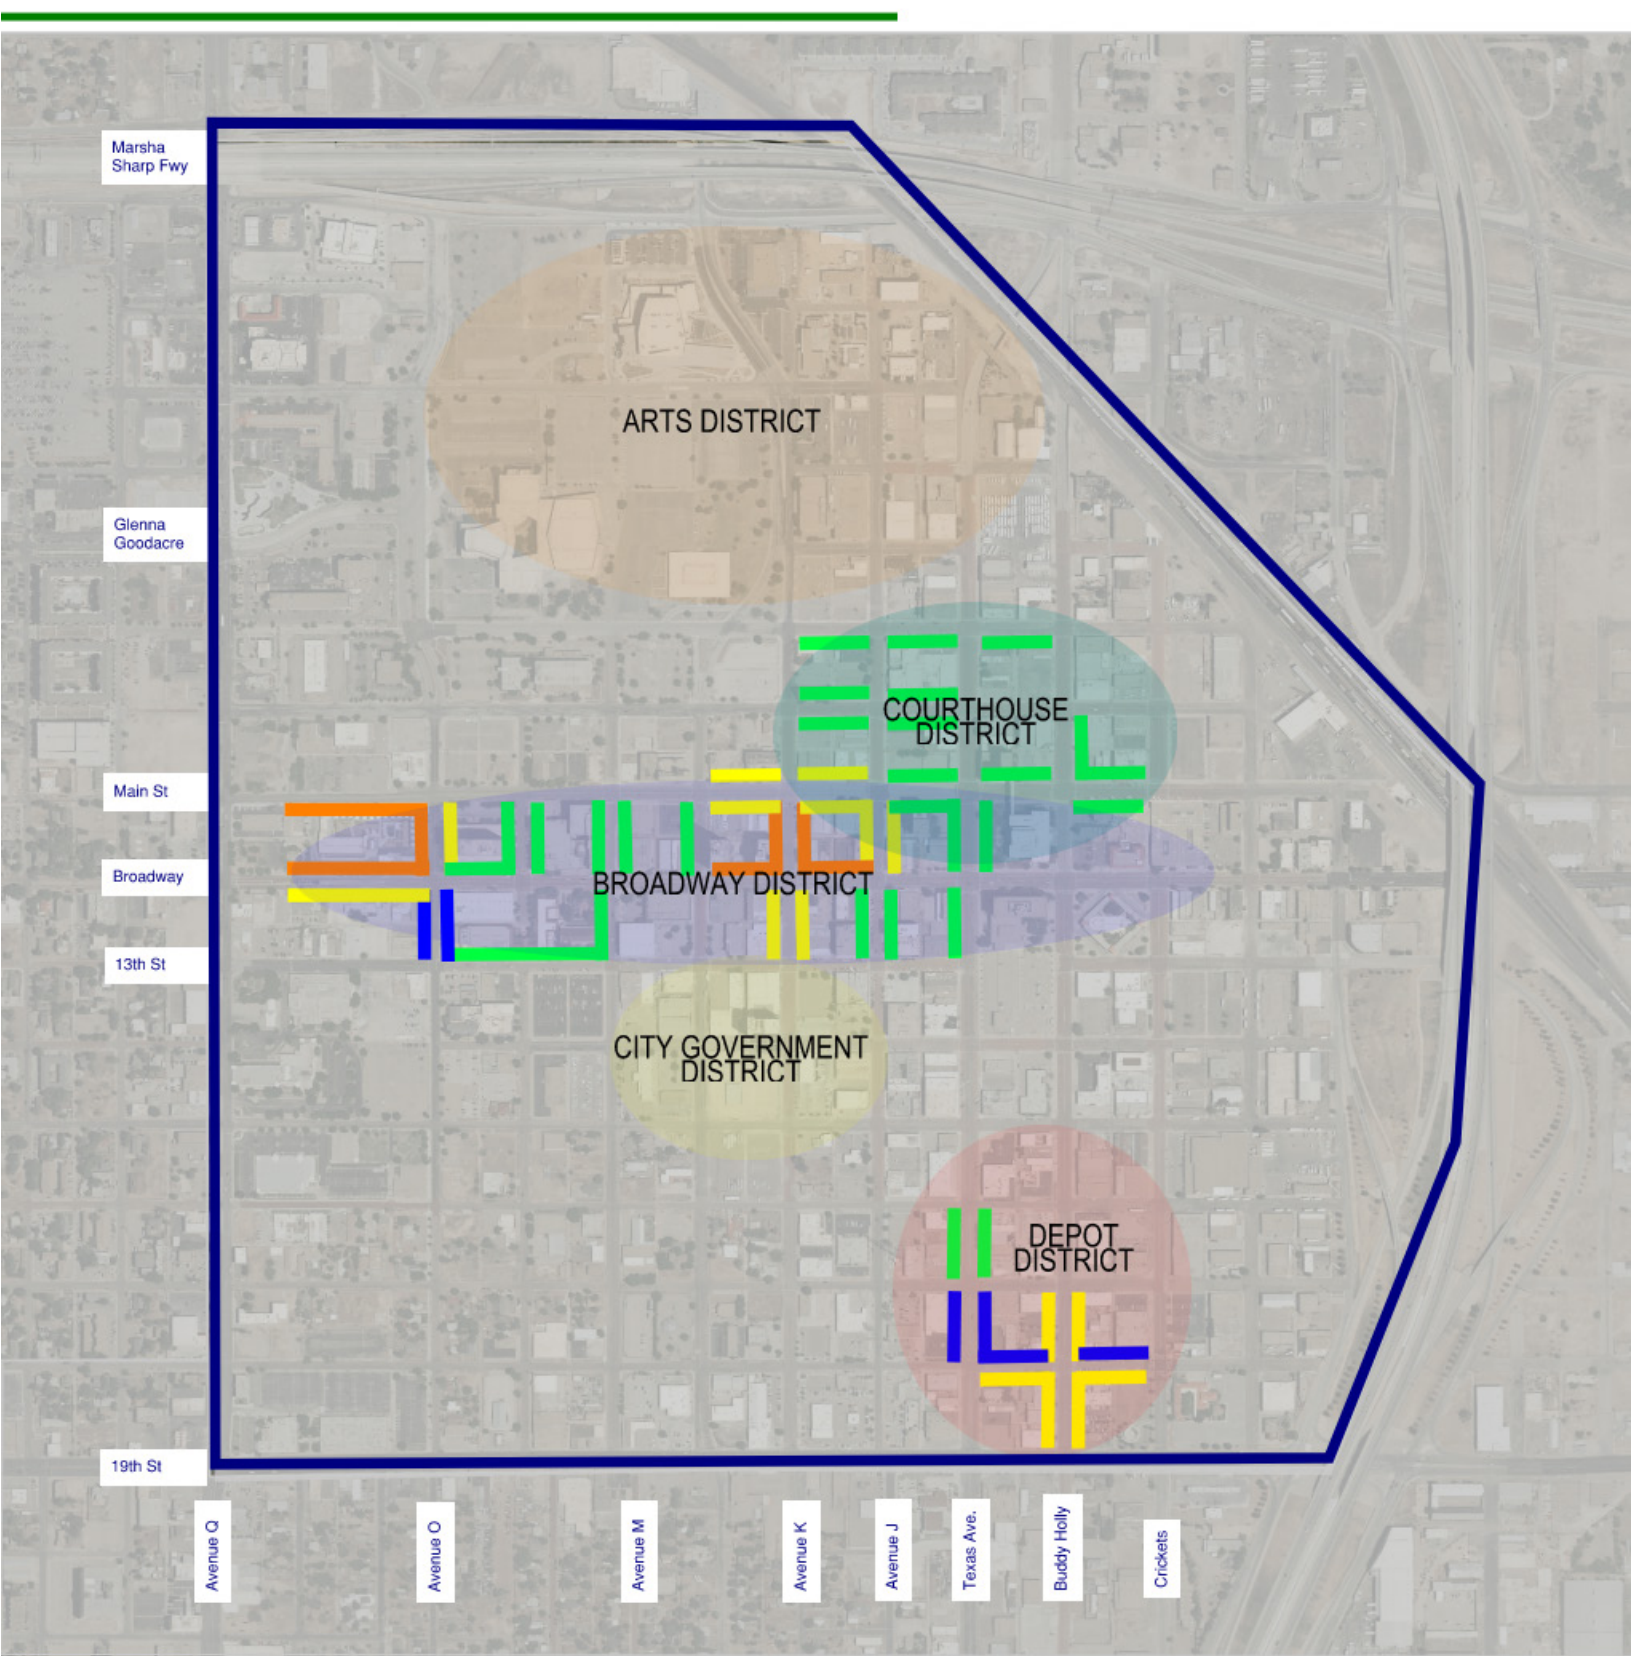 Marsha
Sharp Fwy
ARTS DISTRICT
Glenna
Goodacre
COURTHOUSE
DISTRICT
Main St
Broadway
BROADWAY DISTRICT
13th St
CITY GOVERNMENT
DISTRICT
DEPOT
DISTRICT
19th St
Avenue Q
Avenue O
Avenue M
Avenue K
Avenue J
Texas Ave.
Buddy Holly
Crickets